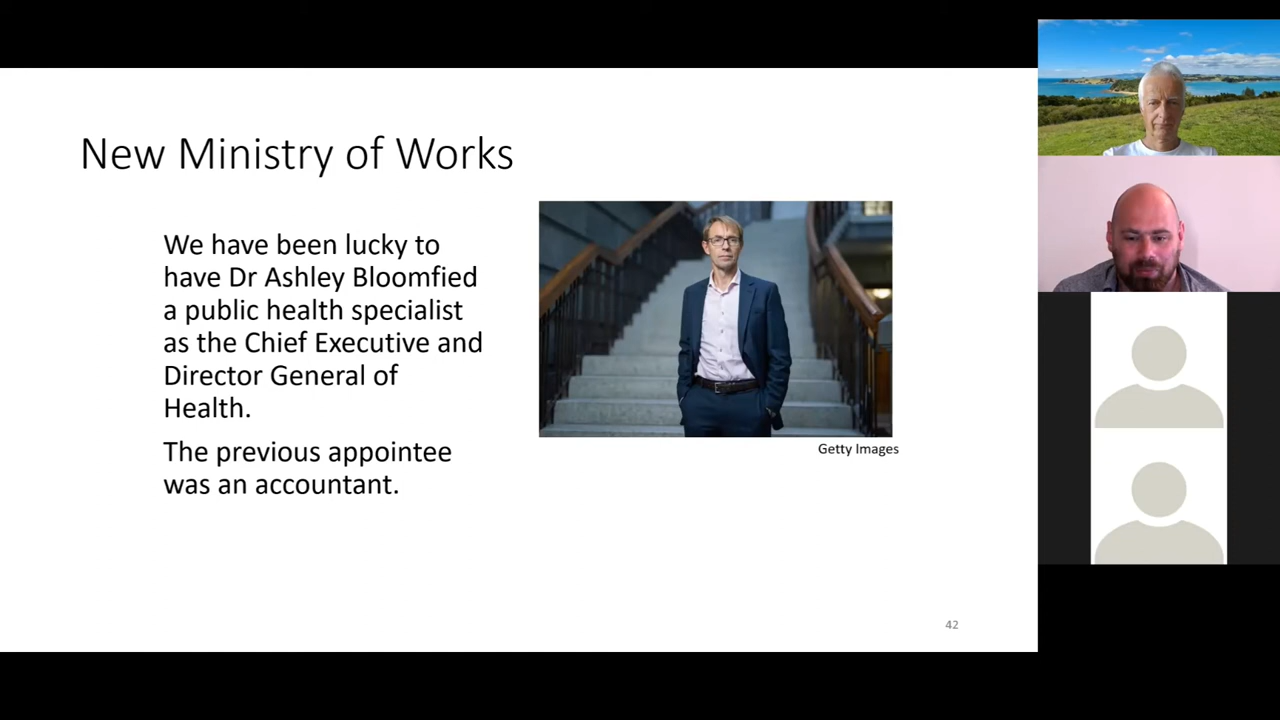 New Ministry of Works
We have been lucky to
have Dr Ashley Bloomfied
a public health specialist
as the Chief Executive and
Director General of
Health.
The previous appointee
was an accountant.
Getty Images
42